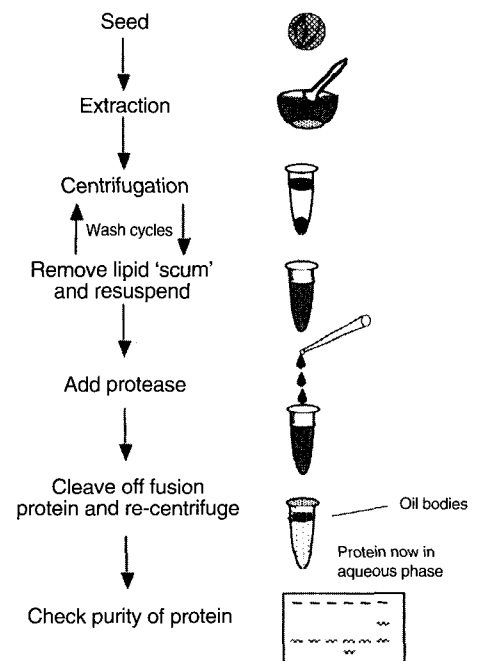 Seed
Extraction
Centrifugation
Wash cycles
Remove lipid ‘scum’
and resuspend
Add protease
Cleave off fusion
protein and re-centrifuge
Oil bodies
Protein now in
aqueous phase
Check purity of protein